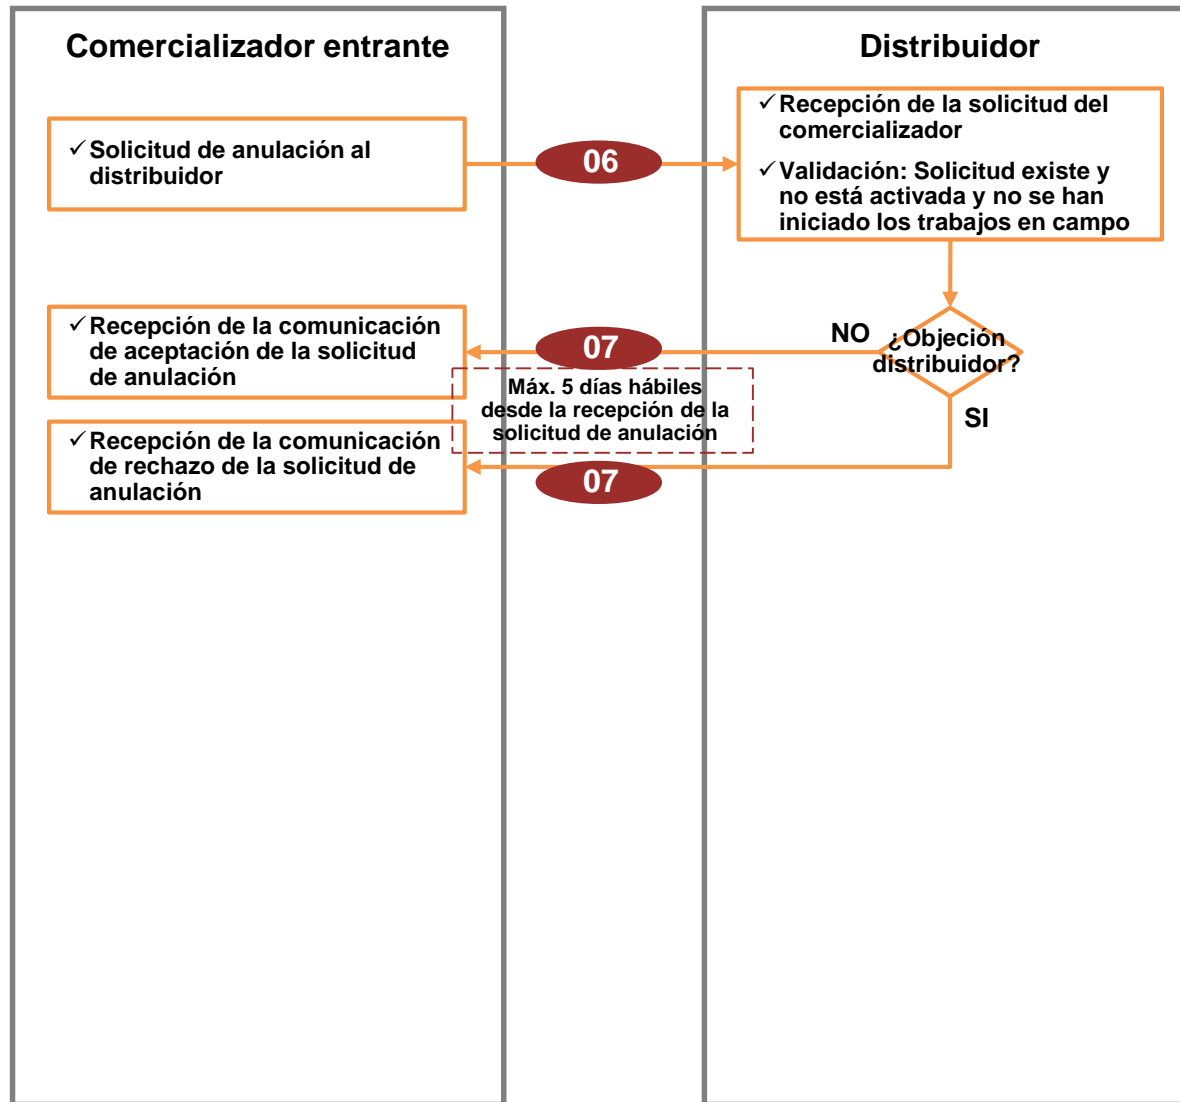 Comercializador entrante
Distribuidor
✓ Solicitud de anulación al
distribuidor
06
✓ Recepción de la solicitud del
comercializador
✓ Validación: Solicitud existe y
no está activada y no se han
iniciado los trabajos en campo
✓ Recepción de la comunicación
de aceptación de la solicitud
de anulación
07
NO
¿Objeción
distribuidor?
Máx. 5 días hábiles
desde la recepción de la
solicitud de anulación
SI
✓ Recepción de la comunicación
de rechazo de la solicitud de
anulación
07